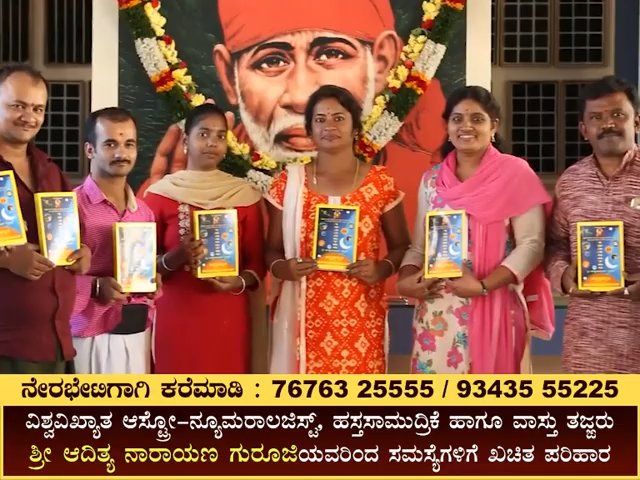 ನೇರಭೇಟಿಗಾಗಿ ಕರೆಮಾಡಿ : 76763 25555 / 93435 55225
ವಿಶ್ವವಿಖ್ಯಾತ ಆಸ್ಟ್ರೋ-ನ್ಯೂಮರಾಲಜಿಸ್ಟ್, ಹಸ್ತಸಾಮುದ್ರಿಕೆ ಹಾಗೂ ವಾಸ್ತು ತಜ್ಞರು
ಶ್ರೀ ಆದಿತ್ಯ ನಾರಾಯಣ ಗುರೂಜಿಯವರಿಂದ ಸಮಸ್ಯೆಗಳಿಗೆ ಖಚಿತ ಪರಿಹಾರ